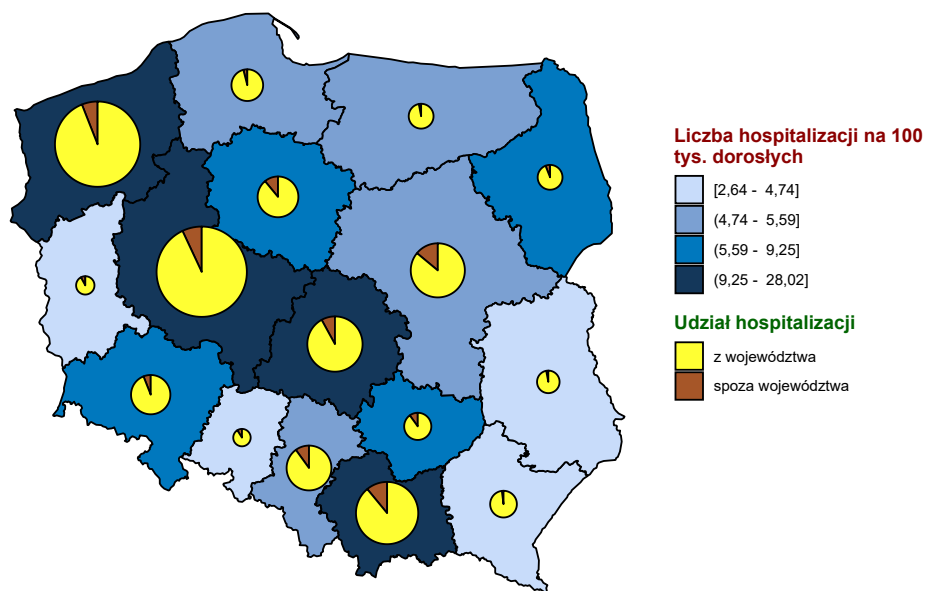 Liczba hospitalizacji na 100
tys. dorosłych
[2,64 - 4,74]
(4,74 - 5,59]
(5,59 - 9,25]
(9,25 - 28,02]
Udział hospitalizacji
z województwa
spoza województwa